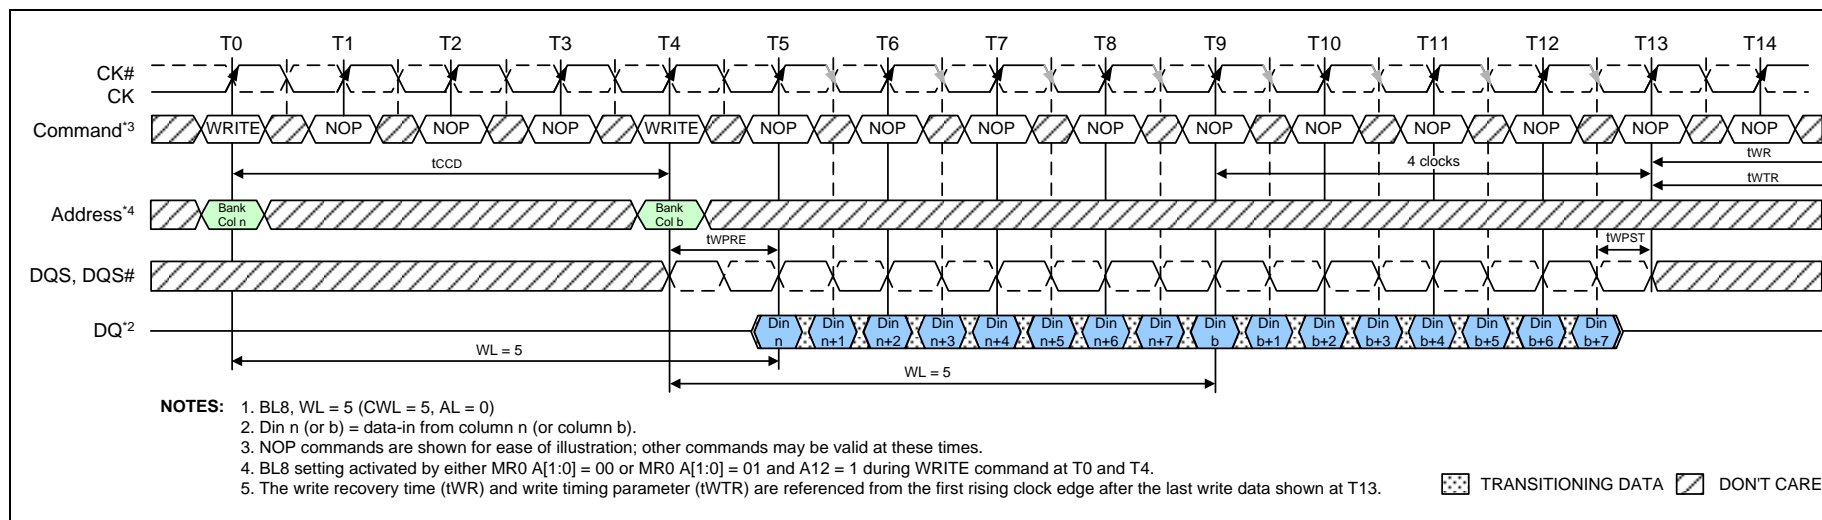 T0 T1 T2 T3 T4 T5 T6 T7 T8 T9 T10 T11 T12 T13 T14
CK#
CK
Command*3 WRITE NOP NOP NOP WRITE NOP NOP NOP NOP NOP NOP NOP NOP NOP NOP
tCCD 4 clocks tWR
tWTR
Address*4 Bank Col n Bank Col b
tWPRE tWPST
DQS, DQS#
DQ*2 Din n Din n+1 Din n+2 Din n+3 Din n+4 Din n+5 Din n+6 Din n+7 Din b Din b+1 Din b+2 Din b+3 Din b+4 Din b+5 Din b+6 Din b+7
WL = 5
WL = 5
NOTES: 1. BL8, WL = 5 (CWL = 5, AL = 0)
2. Din n (or b) = data-in from column n (or column b).
3. NOP commands are shown for ease of illustration; other commands may be valid at these times.
4. BL8 setting activated by either MR0 A[1:0] = 00 or MR0 A[1:0] = 01 and A12 = 1 during WRITE command at T0 and T4.
5. The write recovery time (tWR) and write timing parameter (tWTR) are referenced from the first rising clock edge after the last write data shown at T13.
TRANSITIONING DATA DON'T CARE